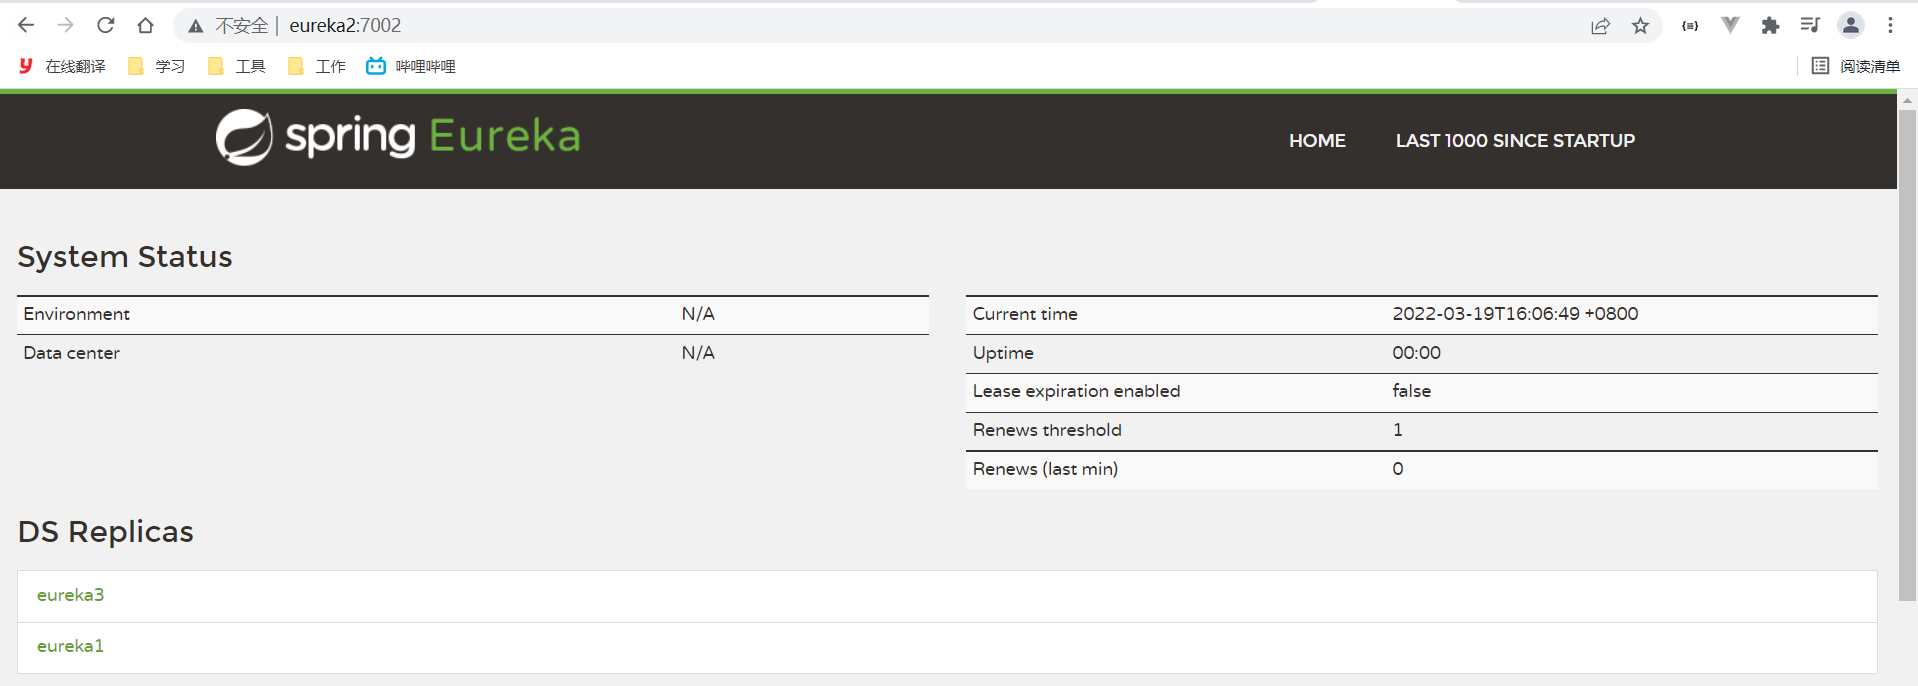 不安全 | eureka2:7002
在线翻译 学习 工具 工作 哔哩哔哩 阅读清单
spring Eureka HOME LAST 1000 SINCE STARTUP
System Status
Environment N/A
Data center N/A
Current time 2022-03-19T16:06:49 +0800
Uptime 00:00
Lease expiration enabled false
Renews threshold 1
Renews (last min) 0
DS Replicas
eureka3
eureka1